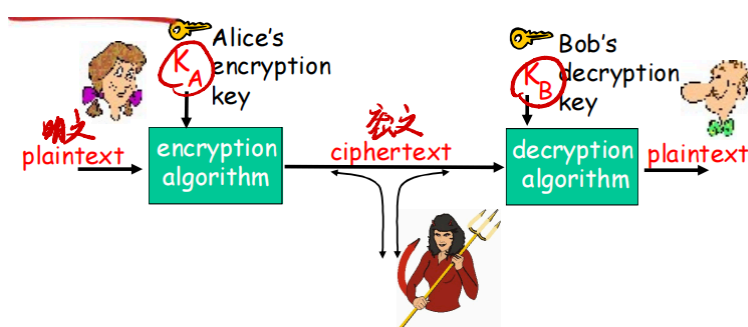 Alice's
K A encryption
key
Bob's
K B decryption
key
明文
plaintext
encryption
algorithm
密文
ciphertext
decryption
algorithm
plaintext